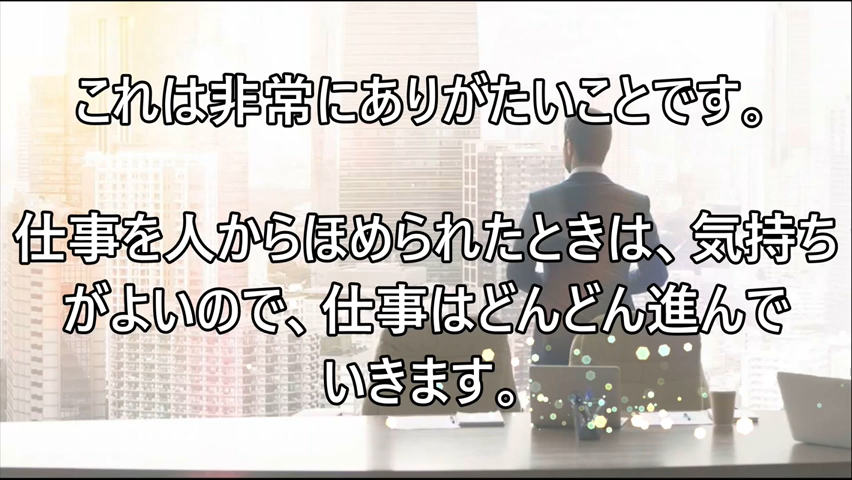 これは非常にありがたいことです。
仕事を人からほめられたときは、気持ち
がよいので、仕事はどんどん進んで
いきます。